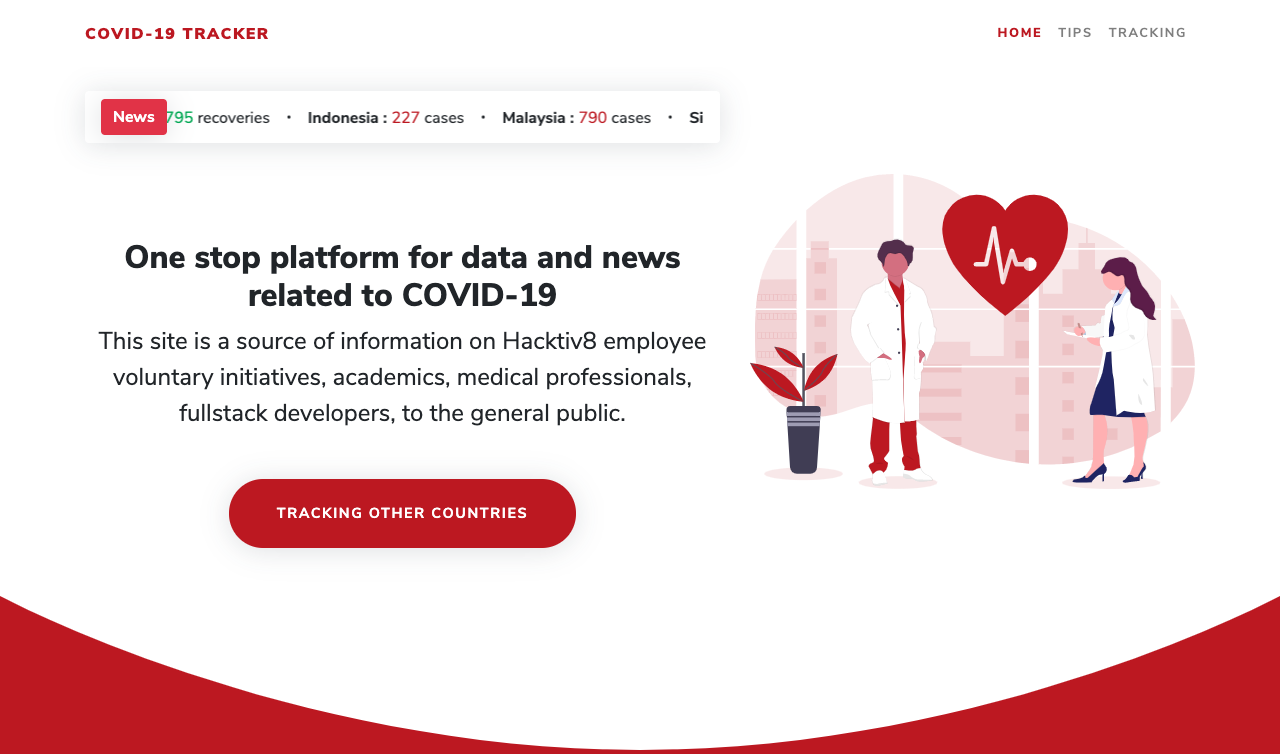 COVID-19 TRACKER
HOME TIPS TRACKING
News 795 recoveries • Indonesia : 227 cases • Malaysia : 790 cases • Si
One stop platform for data and news
related to COVID-19
This site is a source of information on Hacktiv8 employee
voluntary initiatives, academics, medical professionals,
fullstack developers, to the general public.
TRACKING OTHER COUNTRIES